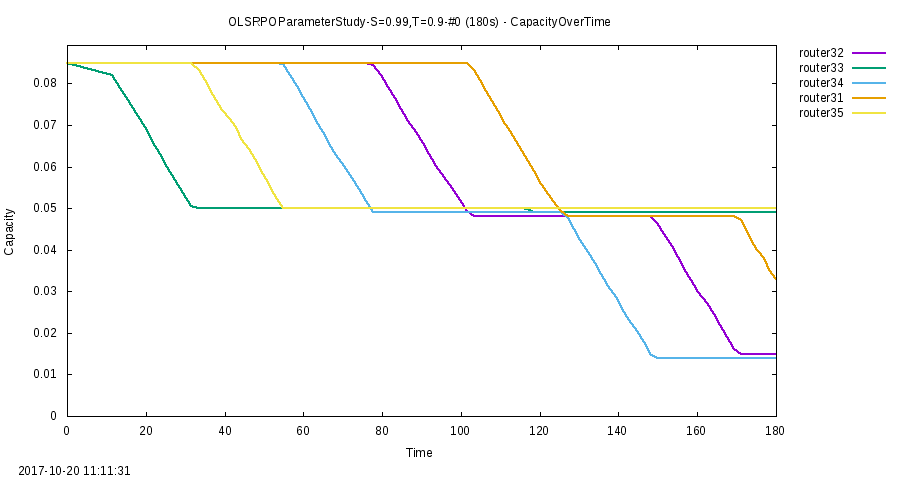 OLSRPOParameterStudy-S=0.99,T=0.9-#0 (180s) - CapacityOverTime
router32
router33
router34
router31
router35
0.08
0.07
0.06
0.05
0.04
0.03
0.02
0.01
0
Capacity
0 20 40 60 80 100 120 140 160 180
Time
2017-10-20 11:11:31